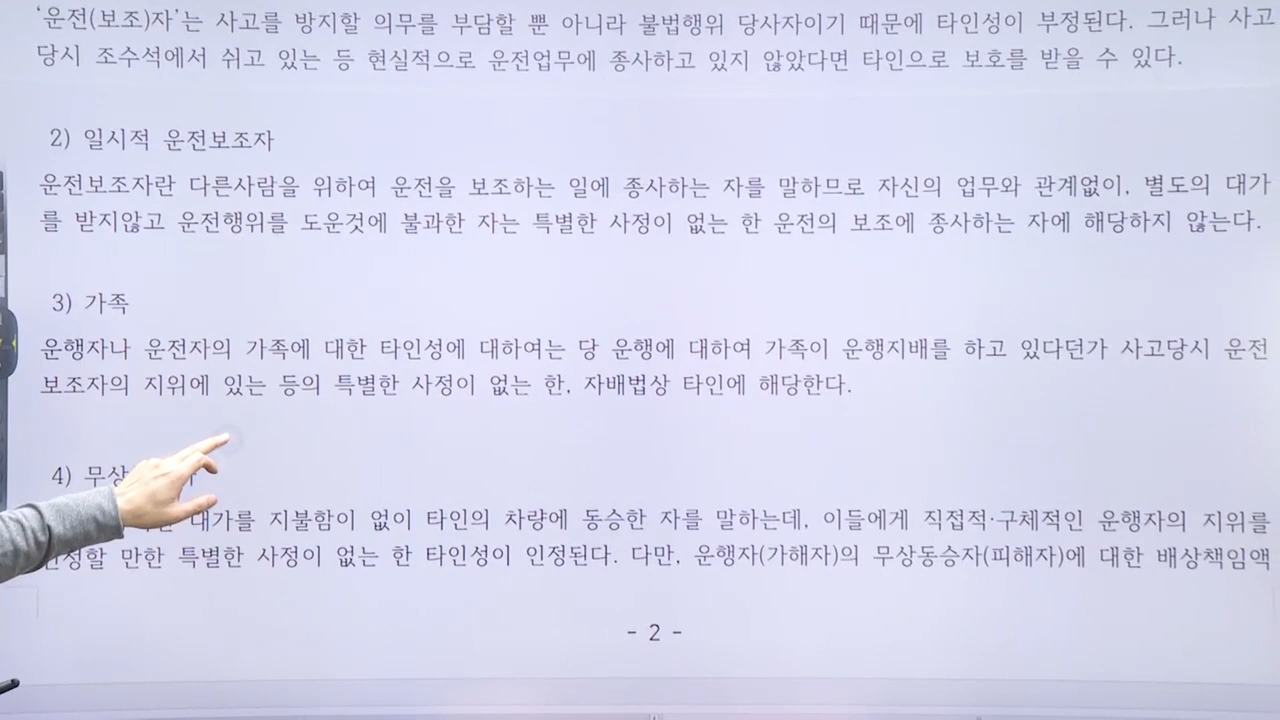 ‘운전(보조)자’는 사고를 방지할 의무를 부담할 뿐 아니라 불법행위 당사자이기 때문에 타인성이 부정된다. 그러나 사고
당시 조수석에서 쉬고 있는 등 현실적으로 운전업무에 종사하고 있지 않았다면 타인으로 보호를 받을 수 있다.
2) 일시적 운전보조자
운전보조자란 다른사람을 위하여 운전을 보조하는 일에 종사하는 자를 말하므로 자신의 업무와 관계없이, 별도의 대가
를 받지않고 운전행위를 도운것에 불과한 자는 특별한 사정이 없는 한 운전의 보조에 종사하는 자에 해당하지 않는다.
3) 가족
운행자나 운전자의 가족에 대한 타인성에 대하여는 당 운행에 대하여 가족이 운행지배를 하고 있다던가 사고당시 운전
보조자의 지위에 있는 등의 특별한 사정이 없는 한, 자배법상 타인에 해당한다.
4) 무상
대가를 지불함이 없이 타인의 차량에 동승한 자를 말하는데, 이들에게 직접적·구체적인 운행자의 지위를
만한 특별한 사정이 없는 한 타인성이 인정된다. 다만, 운행자(가해자)의 무상동승자(피해자)에 대한 배상책임액
- 2 -